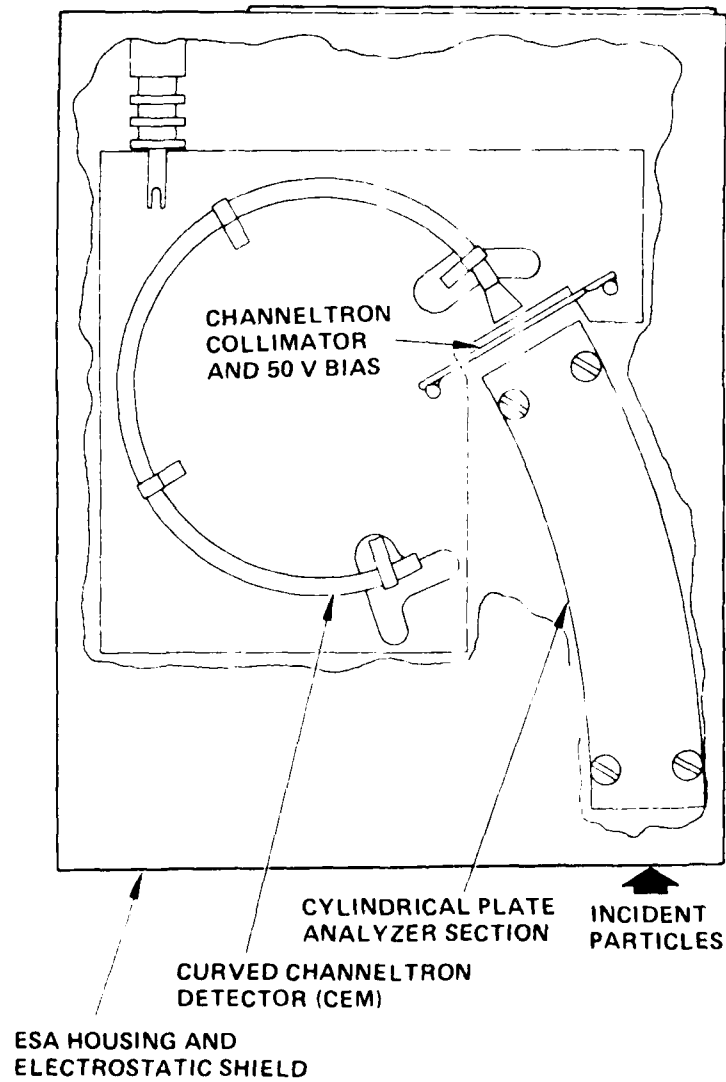 CHANNELTRON
COLLIMATOR
AND 50 V BIAS
CYLINDRICAL PLATE
ANALYZER SECTION
INCIDENT
PARTICLES
CURVED CHANNELTRON
DETECTOR (CEM)
ESA HOUSING AND
ELECTROSTATIC SHIELD